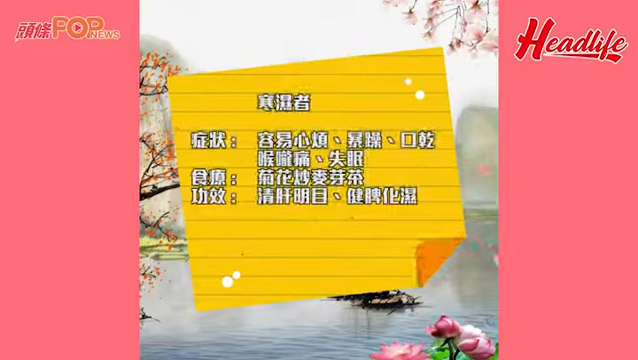 頭條POPNEWS
Headlife
寒濕者
症狀： 容易心煩、暴躁、口乾
喉嚨痛、失眠
食療： 菊花炒麥芽茶
功效： 清肝明目、健脾化濕